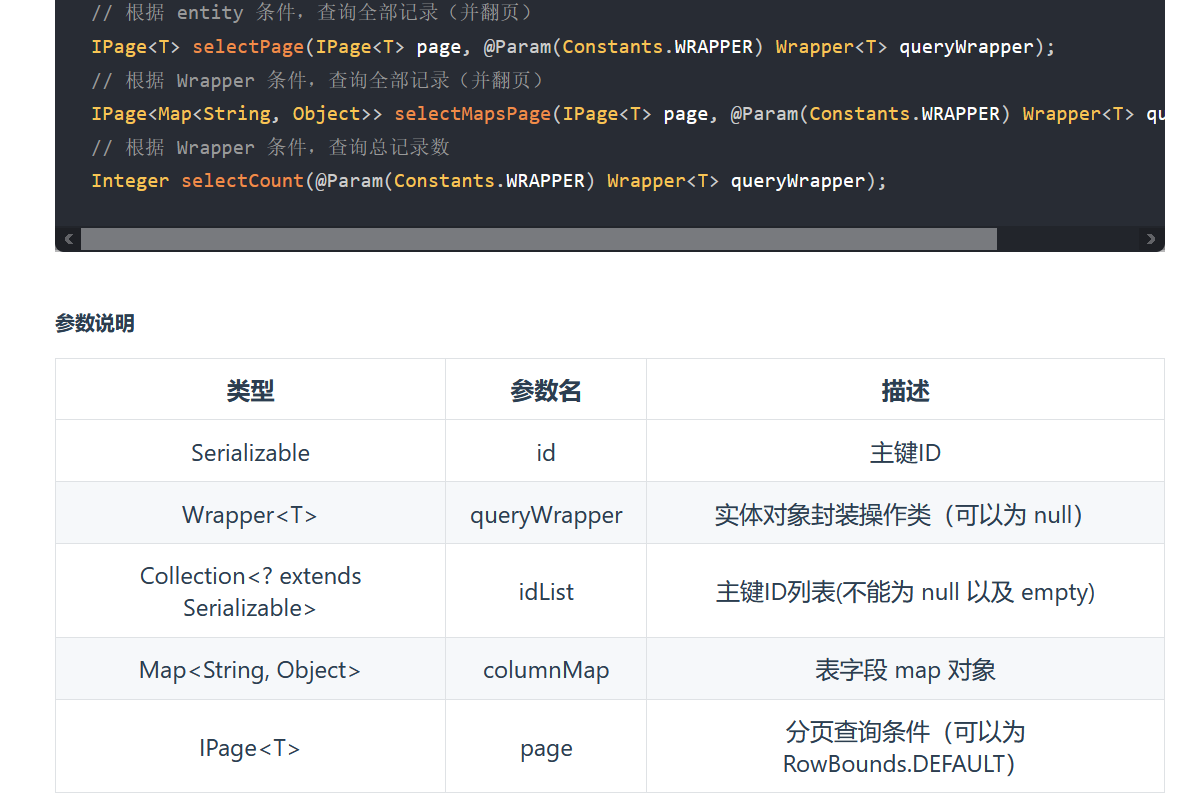 // 根据 entity 条件，查询全部记录（并翻页）
IPage<T> selectPage(IPage<T> page, @Param(Constants.WRAPPER) Wrapper<T> queryWrapper);
// 根据 Wrapper 条件，查询全部记录（并翻页）
IPage<Map<String, Object>> selectMapsPage(IPage<T> page, @Param(Constants.WRAPPER) Wrapper<T> qu
// 根据 Wrapper 条件，查询总记录数
Integer selectCount(@Param(Constants.WRAPPER) Wrapper<T> queryWrapper);
参数说明
类型 参数名 描述
Serializable id 主键ID
Wrapper<T> queryWrapper 实体对象封装操作类（可以为 null）
Collection<? extends
Serializable> idList 主键ID列表(不能为 null 以及 empty)
Map<String, Object> columnMap 表字段 map 对象
IPage<T> page 分页查询条件（可以为
RowBounds.DEFAULT）